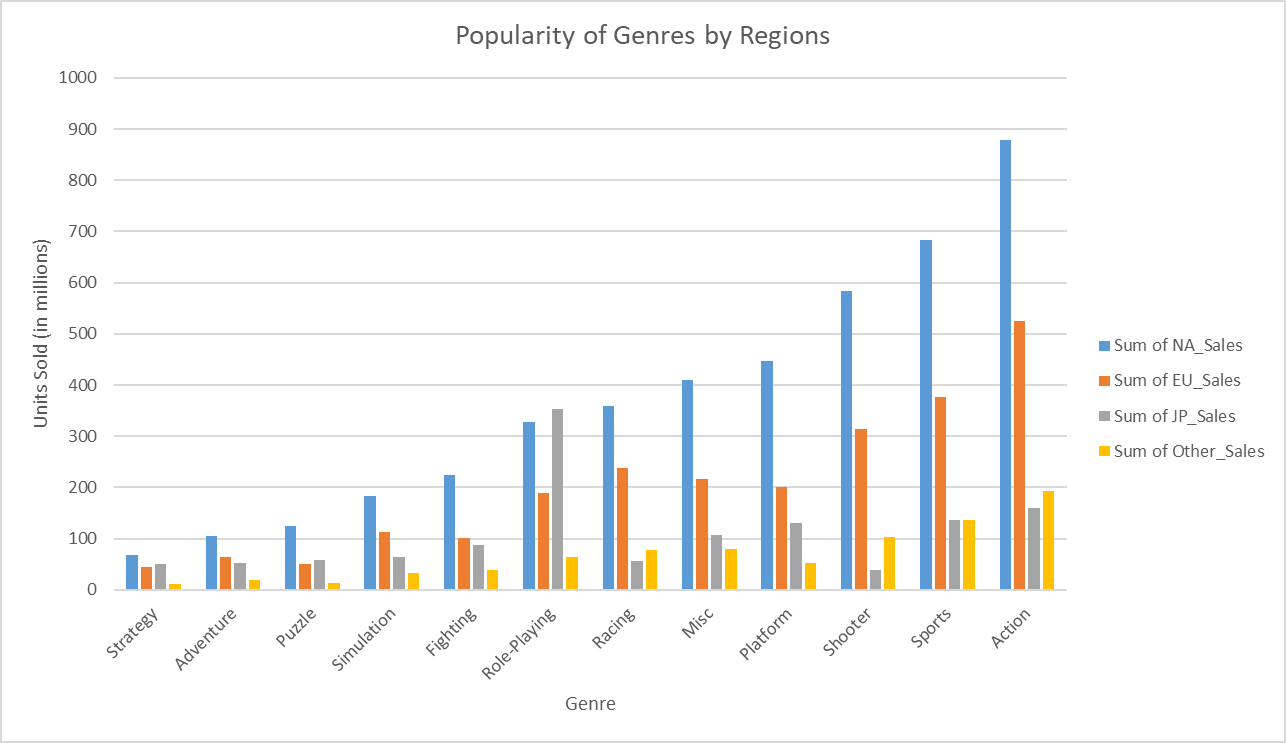 Popularity of Genres by Regions
1000
900
800
700
600
500
400
300
200
100
0
Units Sold (in millions)
Strategy
Adventure
Puzzle
Simulation
Fighting
Role-Playing
Racing
Misc
Platform
Shooter
Sports
Action
Genre
Sum of NA_Sales
Sum of EU_Sales
Sum of JP_Sales
Sum of Other_Sales